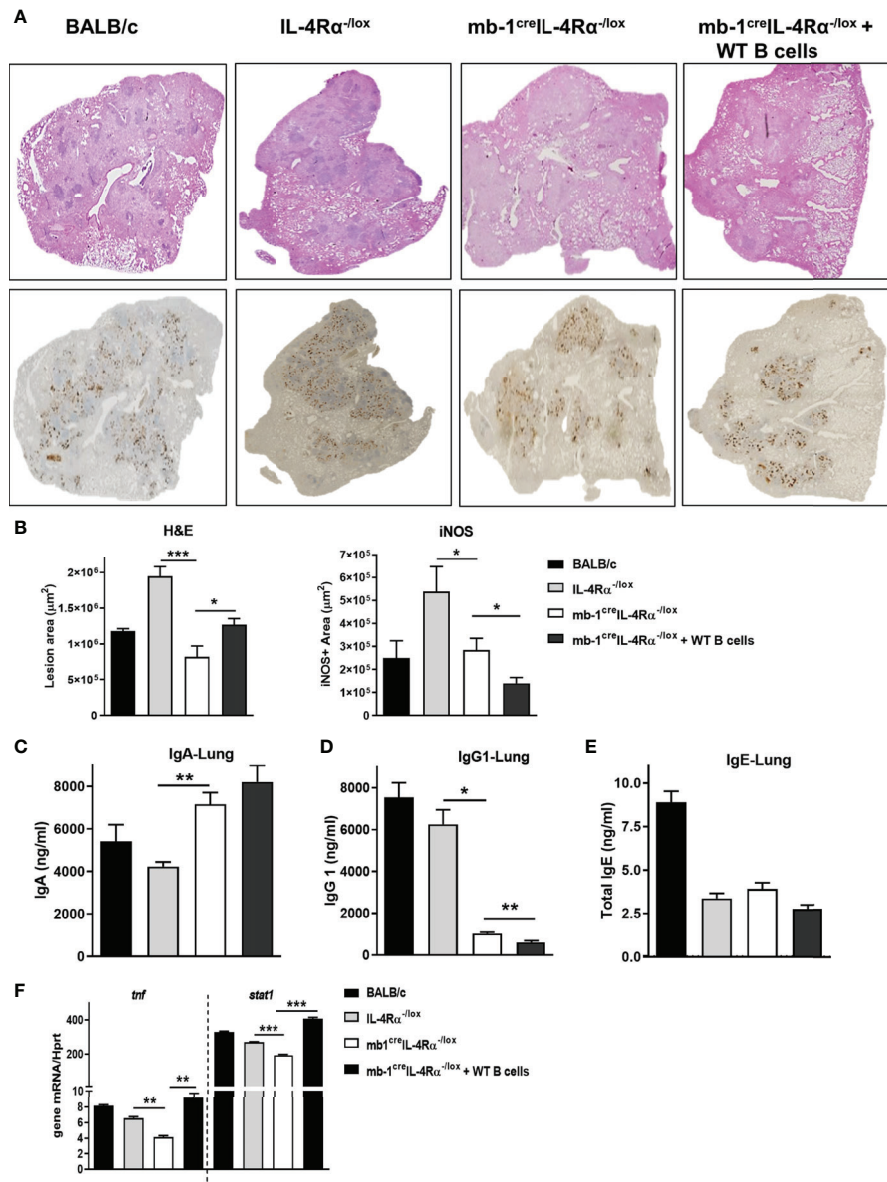 A
BALB/c
IL-4Rα-/lox
mb-1creIL-4Rα-/lox
mb-1creIL-4Rα-/lox +
WT B cells
B
H&E
Lesion area (μm²)
2×10⁶
1.5×10⁶
1×10⁶
5×10⁵
0
***
*
iNOS
iNOS+ Area (μm²)
7×10⁵
6×10⁵
5×10⁵
4×10⁵
3×10⁵
2×10⁵
1×10⁵
0
*
*
BALB/c
IL-4Rα-/lox
mb-1creIL-4Rα-/lox
mb-1creIL-4Rα-/lox + WT B cells
C
IgA-Lung
IgA (ng/ml)
8000
6000
4000
2000
0
**
D
IgG1-Lung
IgG 1 (ng/ml)
8000
6000
4000
2000
0
*
**
E
IgE-Lung
Total IgE (ng/ml)
10.0
7.5
5.0
2.5
0
F
tnf
stat1
gene mRNA/Hprt
400
200
10
8
6
4
2
0
**
**
***
***
BALB/c
IL-4Rα-/lox
mb1creIL-4Rα-/lox
mb-1creIL-4Rα-/lox + WT B cells